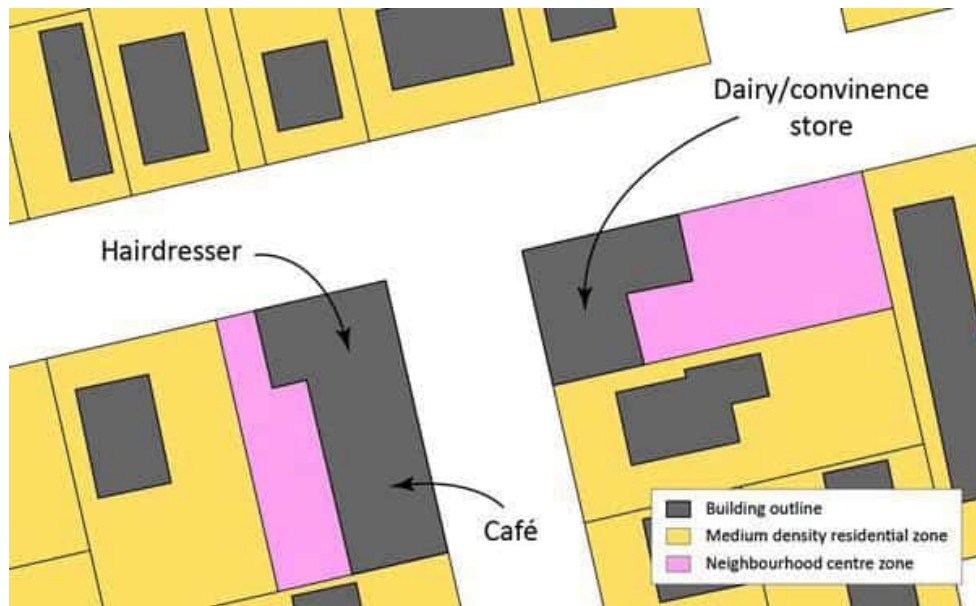 Dairy/convinence
store
Hairdresser
Café
Building outline
Medium density residential zone
Neighbourhood centre zone